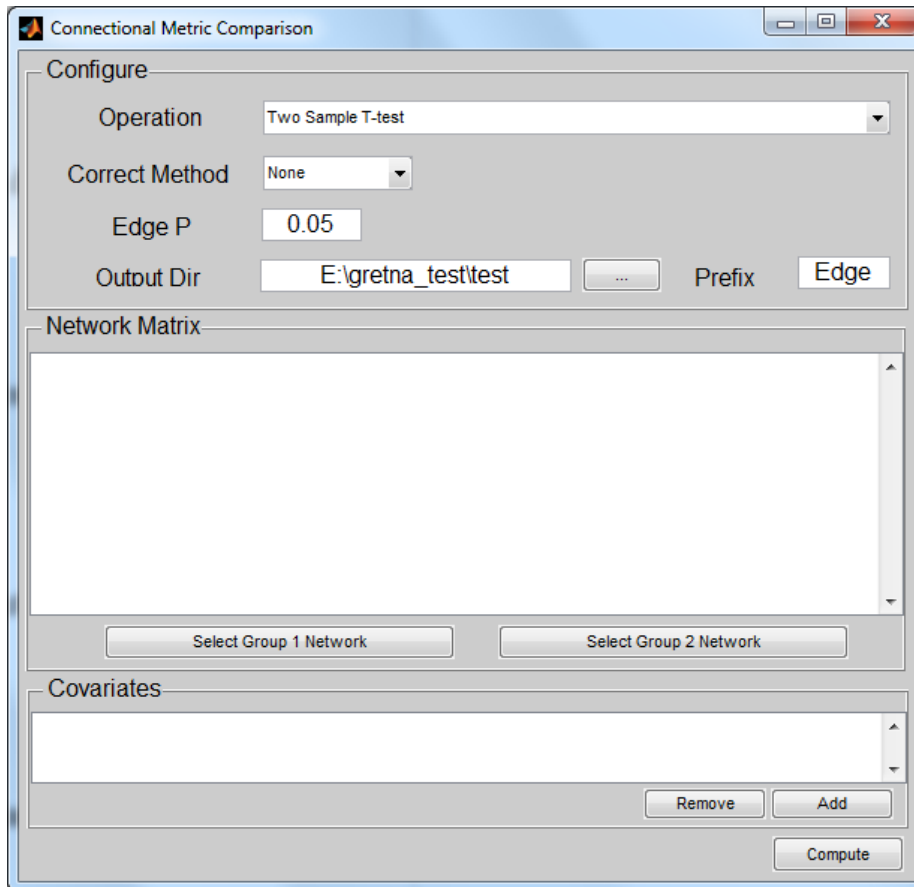 Connectional Metric Comparison
Configure
Operation Two Sample T-test
Correct Method None
Edge P 0.05
Output Dir E:\gretna_test\test ... Prefix Edge
Network Matrix
Select Group 1 Network Select Group 2 Network
Covariates
Remove Add
Compute